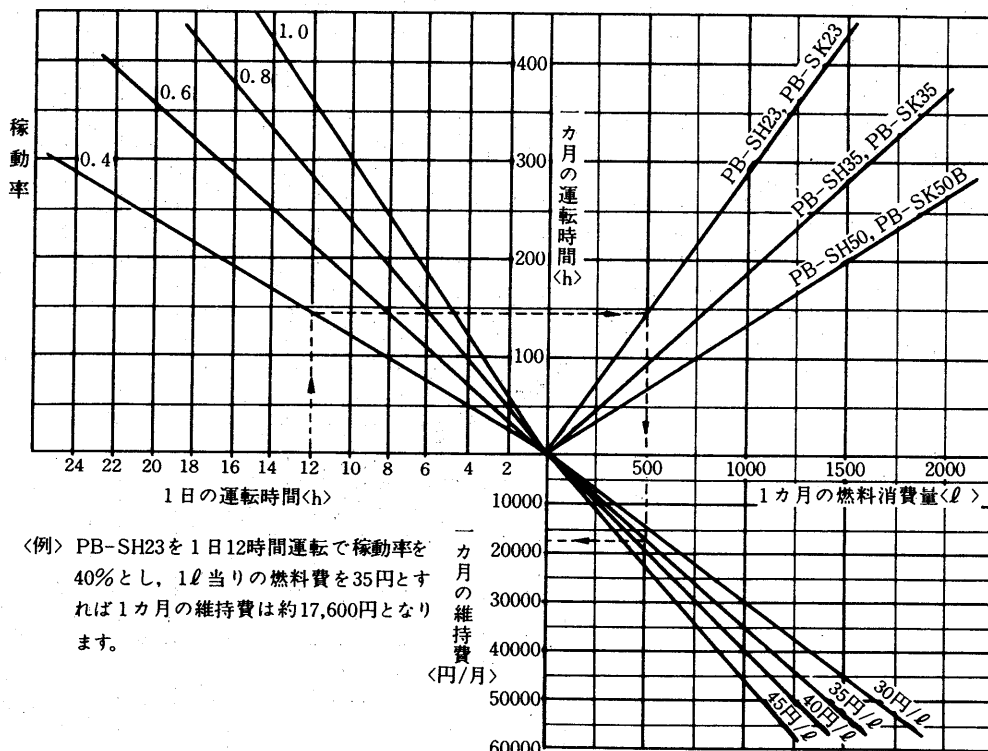 1.0
0.8
0.6
0.4
稼動率
400
300
200
100
一カ月の運転時間<h>
PB-SH23, PB-SK23
PB-SH35, PB-SK35
PB-SH50, PB-SK50B
24 22 20 18 16 14 12 10 8 6 4 2
1日の運転時間<h>
500 1000 1500 2000
1カ月の燃料消費量<ℓ>
10000
20000
30000
40000
50000
60000
一カ月の維持費
<円/月>
45円/ℓ
40円/ℓ
35円/ℓ
30円/ℓ
〈例〉 PB-SH23を1日12時間運転で稼動率を
40%とし，1ℓ当りの燃料費を35円とす
れば1カ月の維持費は約17,600円となり
ます。